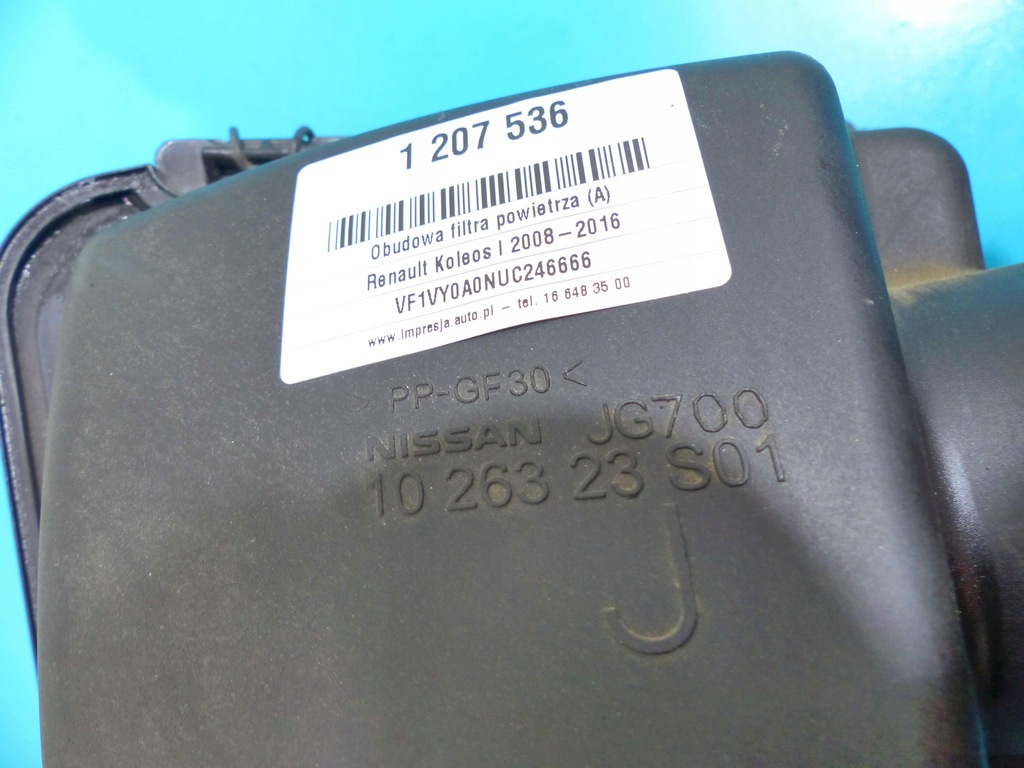 1 207 536
Obudowa filtra powietrza (A)
Renault Koleos I 2008-2016
VF1VY0A0NUC246666
www.impresja.auto.pl - tel. 16 648 35 00
> PP-GF30 <
NISSAN JG700
10 263 23 S01
J